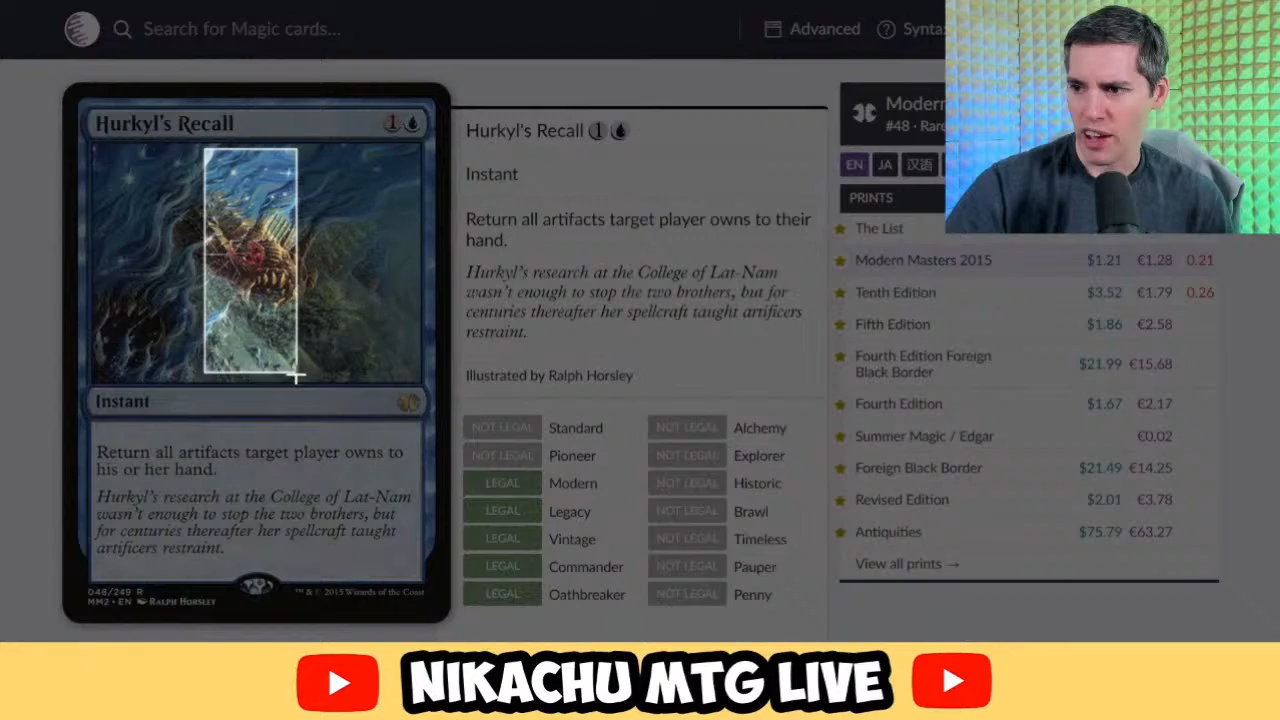 Search for Magic cards...
Advanced
Hurkyl's Recall 1
Instant
Return all artifacts target player owns to
his or her hand.
Hurkyl's research at the College of Lat-Nam
wasn't enough to stop the two brothers, but
for centuries thereafter her spellcraft taught
artificers restraint.
048/249 R
MM2 • EN RALPH HORSLEY
™ & © 2015 Wizards of the Coast
Hurkyl's Recall 1
Instant
Return all artifacts target player owns to their
hand.
Hurkyl's research at the College of Lat-Nam
wasn't enough to stop the two brothers, but for
centuries thereafter her spellcraft taught artificers
restraint.
Illustrated by Ralph Horsley
NOT LEGAL Standard NOT LEGAL Alchemy
NOT LEGAL Pioneer NOT LEGAL Explorer
LEGAL Modern NOT LEGAL Historic
LEGAL Legacy NOT LEGAL Brawl
LEGAL Vintage NOT LEGAL Timeless
LEGAL Commander NOT LEGAL Pauper
LEGAL Oathbreaker NOT LEGAL Penny
Modern
#48 · Rare
EN JA 汉语
PRINTS
The List
Modern Masters 2015 $1.21 €1.28 0.21
Tenth Edition $3.52 €1.79 0.26
Fifth Edition $1.86 €2.58
Fourth Edition Foreign
Black Border $21.99 €15.68
Fourth Edition $1.67 €2.17
Summer Magic / Edgar €0.02
Foreign Black Border $21.49 €14.25
Revised Edition $2.01 €3.78
Antiquities $75.79 €63.27
View all prints →
NIKACHU MTG LIVE